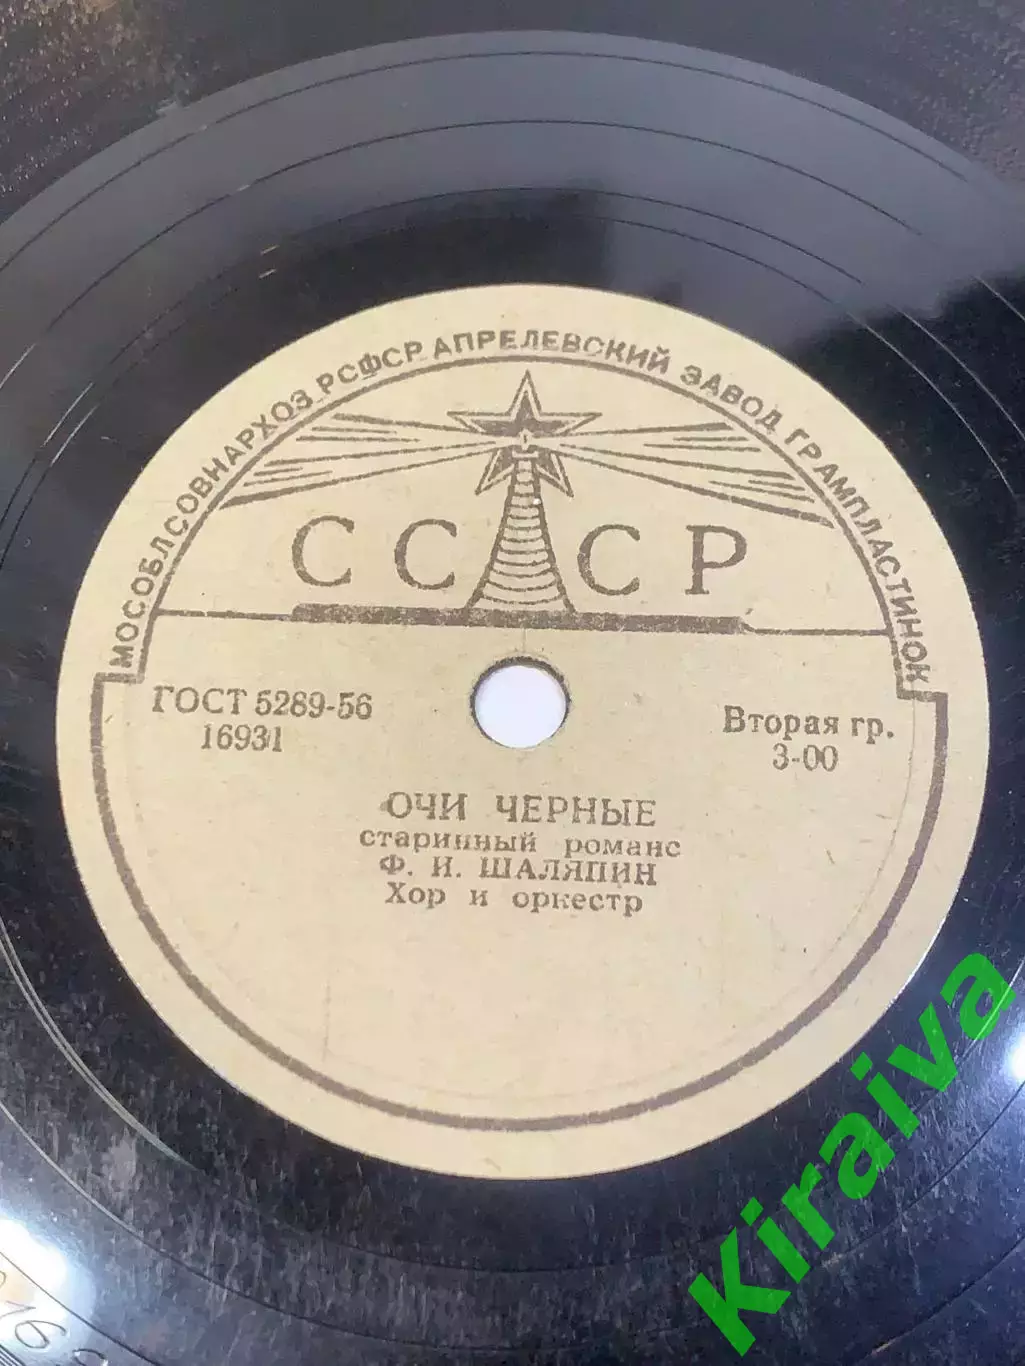 МОСОБЛСОВНАРХОЗ РСФСР АПРЕЛЕВСКИЙ ЗАВОД ГРАМПЛАСТИНОК
СССР
ГОСТ 5289-56
16931
Вторая гр.
3-00
ОЧИ ЧЕРНЫЕ
старинный романс
Ф. И. ШАЛЯПИН
Хор и оркестр
Kiraiva